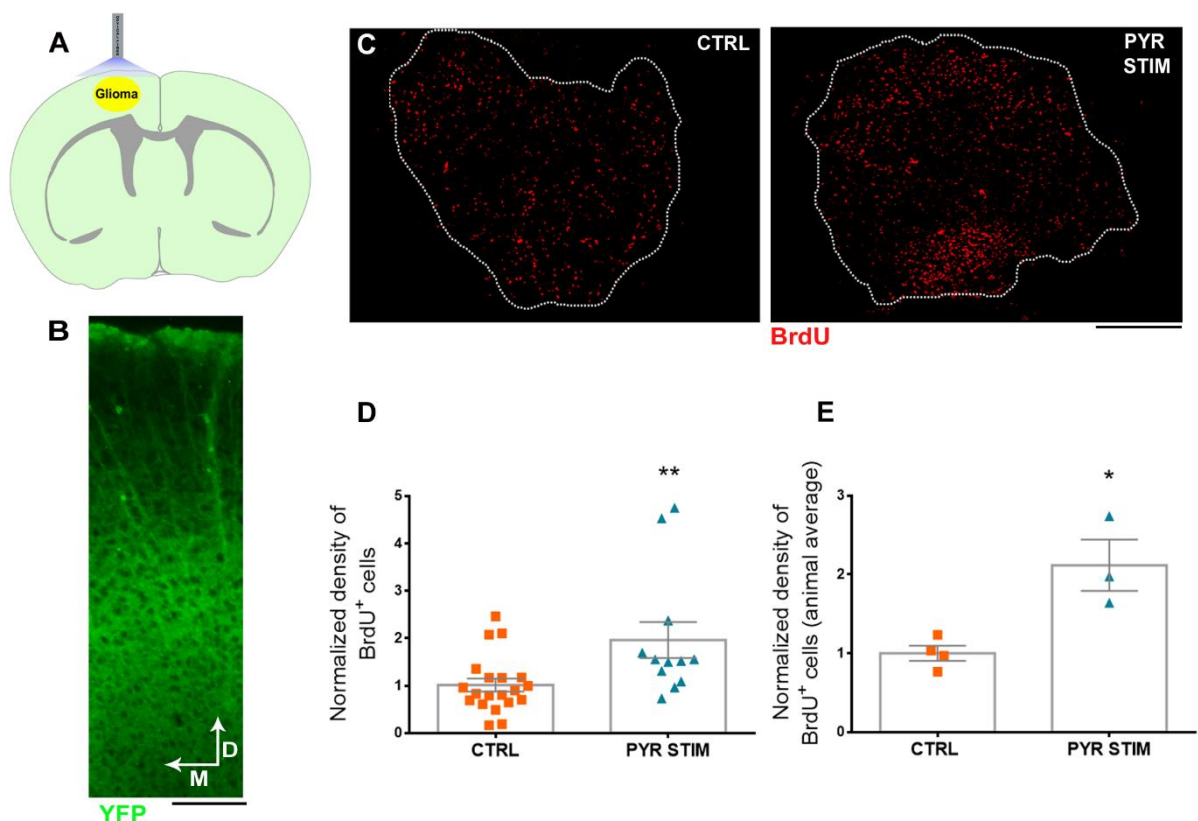 A
Glioma
B
D
M
YFP
C
CTRL
PYR
STIM
BrdU
D
Normalized density of
BrdU+ cells
5
4
3
2
1
0
**
CTRL
PYR STIM
E
Normalized density of
BrdU+ cells (animal average)
3
2
1
0
*
CTRL
PYR STIM